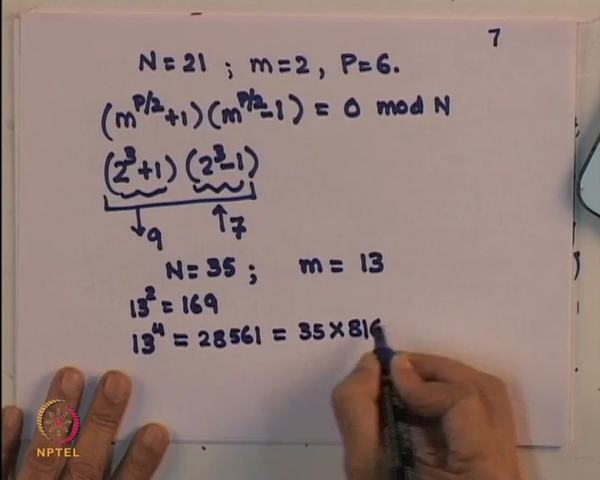 7
N = 21 ; m = 2 , P = 6.
(m^{P/2}+1)(m^{P/2}-1) = 0 mod N
(2^3+1) (2^3-1)
9 7
N = 35 ; m = 13
13^2 = 169
13^4 = 28561 = 35×816
NPTEL